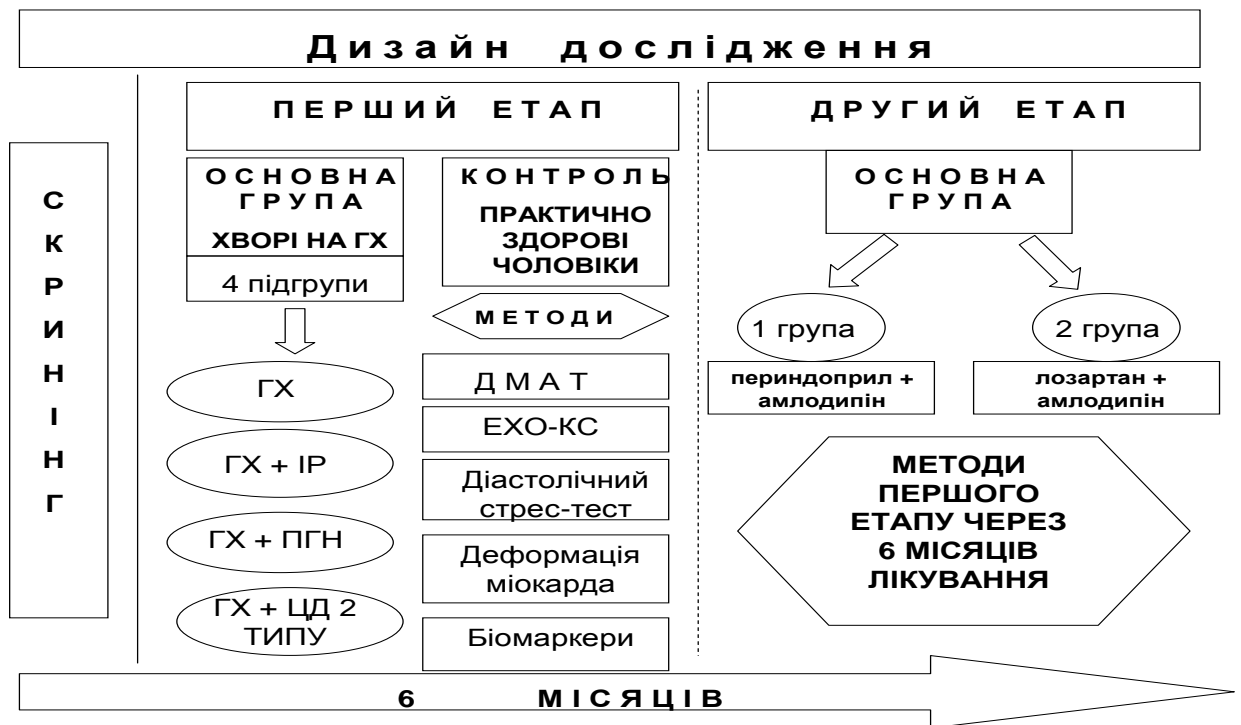 Дизайн дослідження
ПЕРШИЙ ЕТАП
ДРУГИЙ ЕТАП
СКРИНІНГ
ОСНОВНА
ГРУПА
ХВОРІ НА ГХ
4 підгрупи
ГХ
ГХ + ІР
ГХ + ПГН
ГХ + ЦД 2
ТИПУ
КОНТРОЛЬ
ПРАКТИЧНО
ЗДОРОВІ
ЧОЛОВІКИ
МЕТОДИ
ДМАТ
ЕХО-КС
Діастолічний
стрес-тест
Деформація
міокарда
Біомаркери
ОСНОВНА
ГРУПА
1 група
периндоприл +
амлодипін
2 група
лозартан +
амлодипін
МЕТОДИ
ПЕРШОГО
ЕТАПУ ЧЕРЕЗ
6 МІСЯЦІВ
ЛІКУВАННЯ
6 МІСЯЦІВ